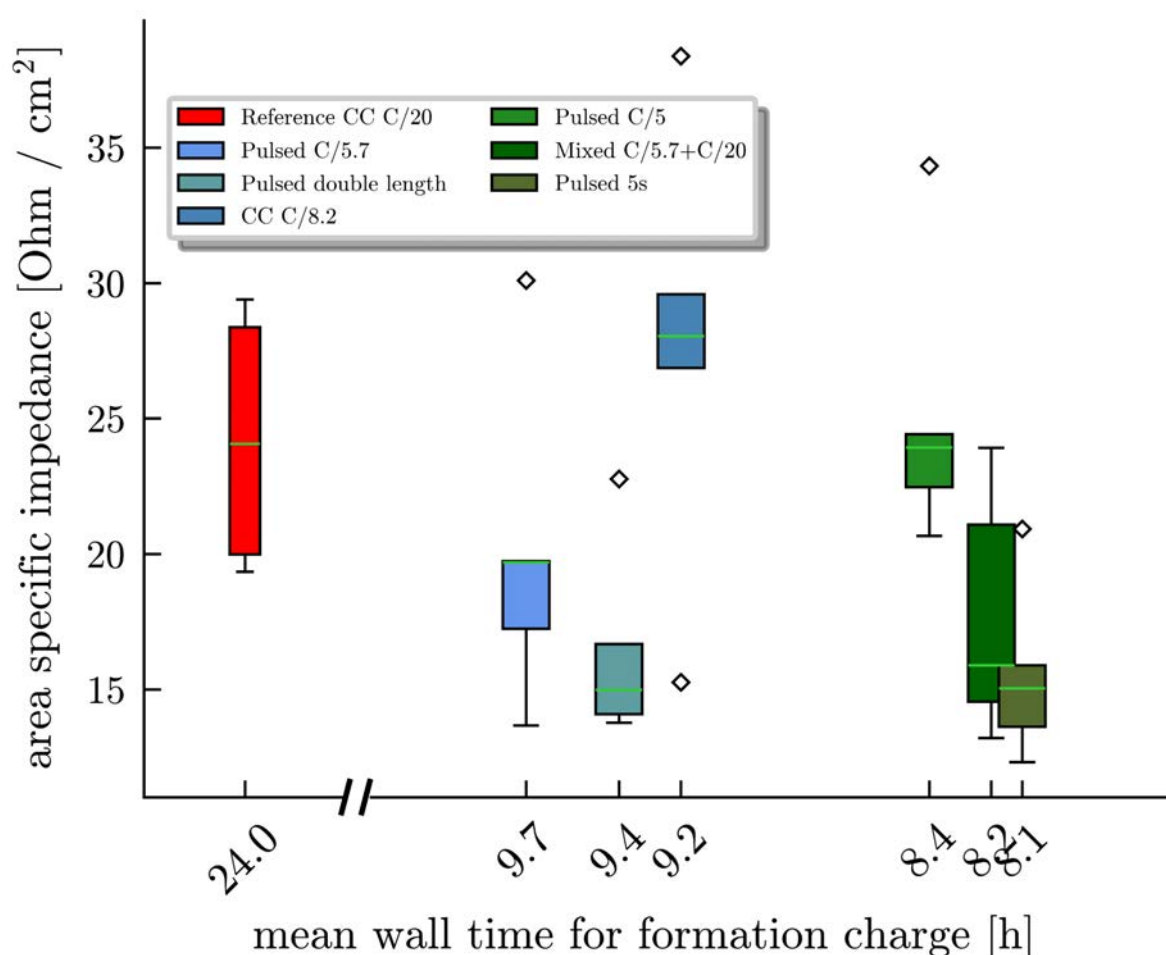 area specific impedance [Ohm / cm²]
35
30
25
20
15
Reference CC C/20
Pulsed C/5.7
Pulsed double length
CC C/8.2
Pulsed C/5
Mixed C/5.7+C/20
Pulsed 5s
24.0
9.7
9.4
9.2
8.4
8.2
8.1
mean wall time for formation charge [h]